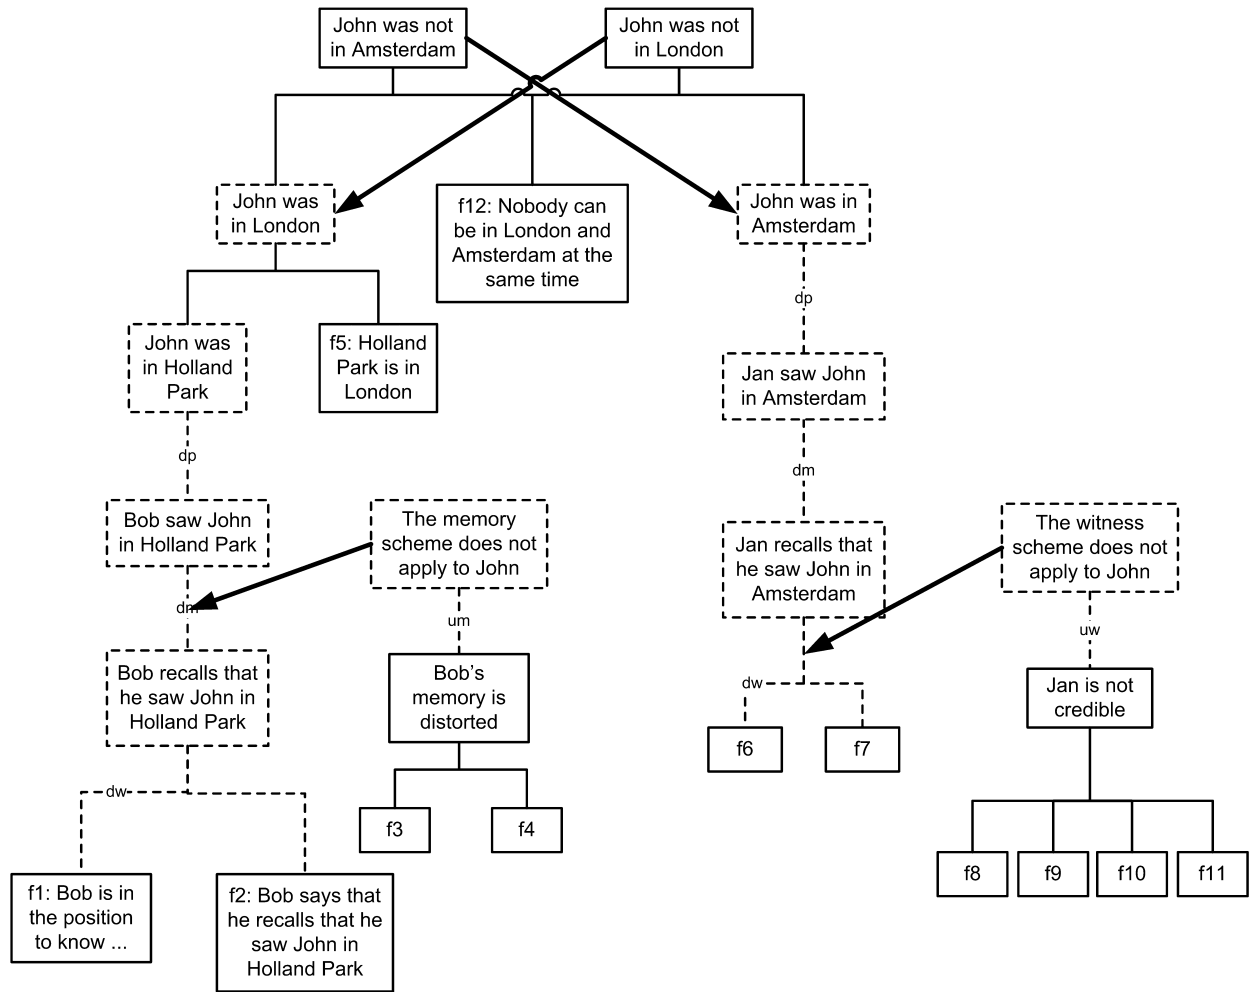 John was not
in Amsterdam
John was not
in London
John was
in London
f12: Nobody can
be in London and
Amsterdam at the
same time
John was in
Amsterdam
dp
John was
in Holland
Park
f5: Holland
Park is in
London
Jan saw John
in Amsterdam
dp
dm
Bob saw John
in Holland Park
The memory
scheme does not
apply to John
Jan recalls that
he saw John in
Amsterdam
The witness
scheme does not
apply to John
dm
um
uw
Bob recalls that
he saw John in
Holland Park
Bob's
memory is
distorted
dw
Jan is not
credible
f6
f7
dw
f3
f4
f8
f9
f10
f11
f1: Bob is in
the position
to know ...
f2: Bob says that
he recalls that he
saw John in
Holland Park